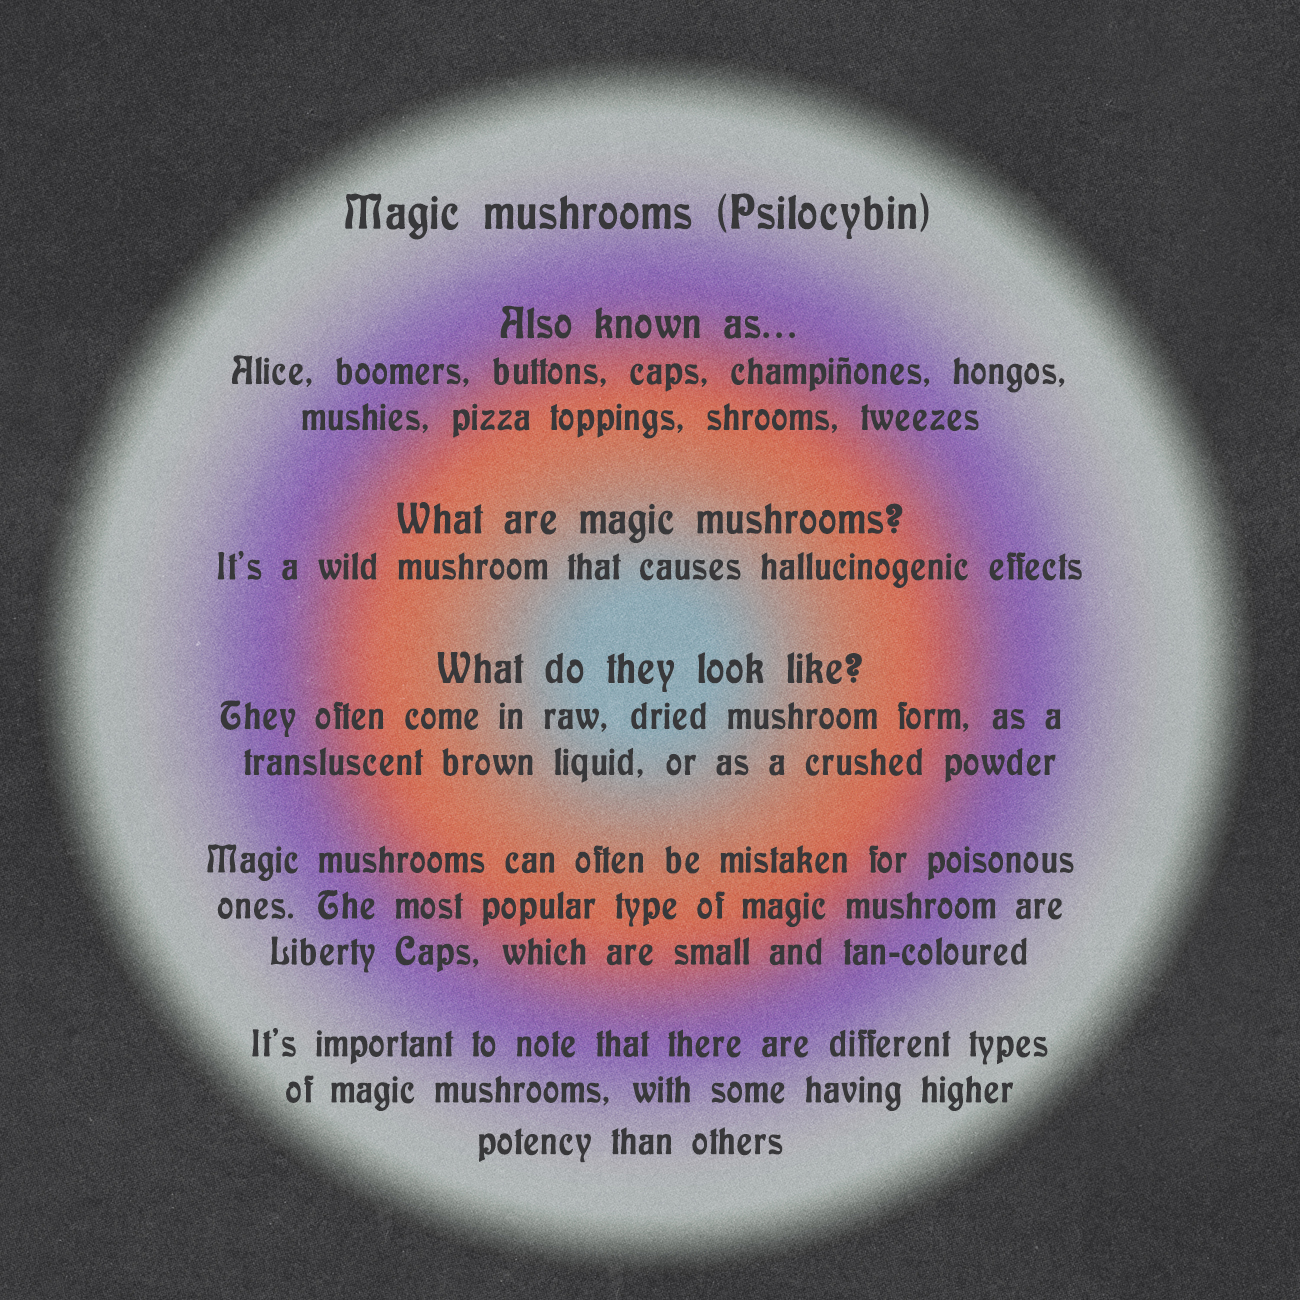 Magic mushrooms (Psilocybin)
Also known as...
Alice, boomers, buttons, caps, champiñones, hongos,
mushies, pizza toppings, shrooms, tweezes
What are magic mushrooms?
It's a wild mushroom that causes hallucinogenic effects
What do they look like?
They often come in raw, dried mushroom form, as a
transluscent brown liquid, or as a crushed powder
Magic mushrooms can often be mistaken for poisonous
ones. The most popular type of magic mushroom are
Liberty Caps, which are small and tan-coloured
It's important to note that there are different types
of magic mushrooms, with some having higher
potency than others